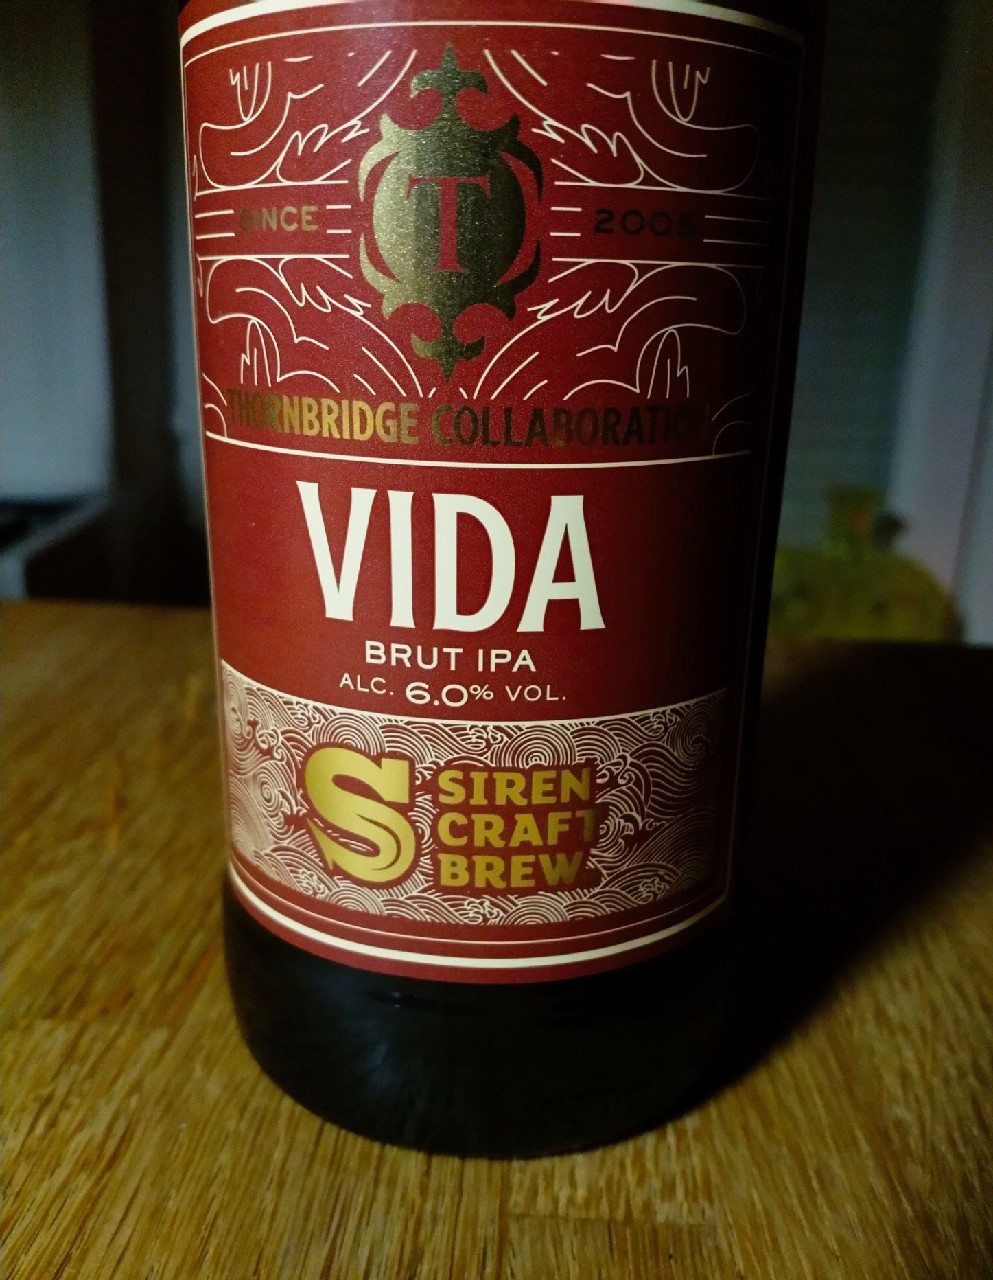 T
SINCE 2005
THORNBRIDGE COLLABORATION
VIDA
BRUT IPA
ALC. 6.0% VOL.
S
SIREN
CRAFT
BREW